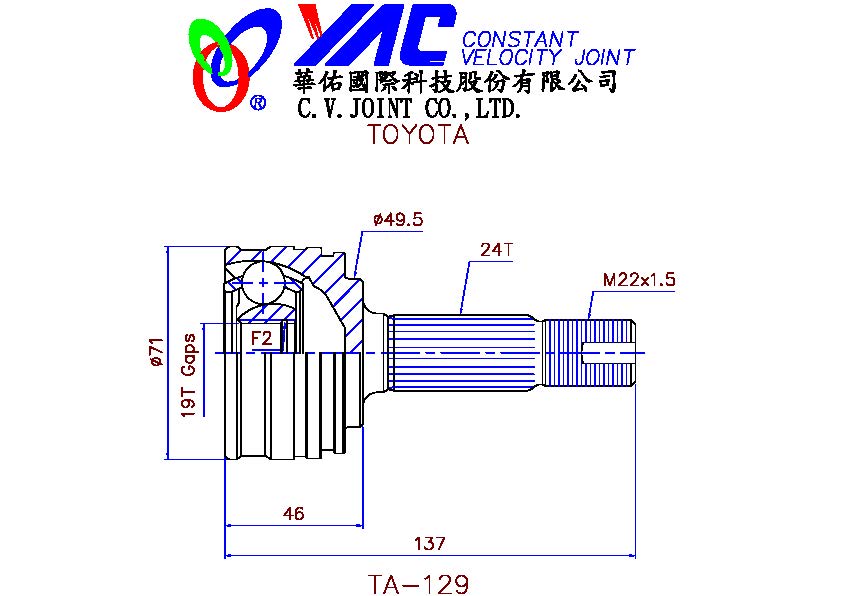 YAC CONSTANT
VELOCITY JOINT
®
華佑國際科技股份有限公司
C.V.JOINT CO.,LTD.
TOYOTA
ø49.5
24T
M22x1.5
F2
ø71
19T Gaps
46
137
TA-129